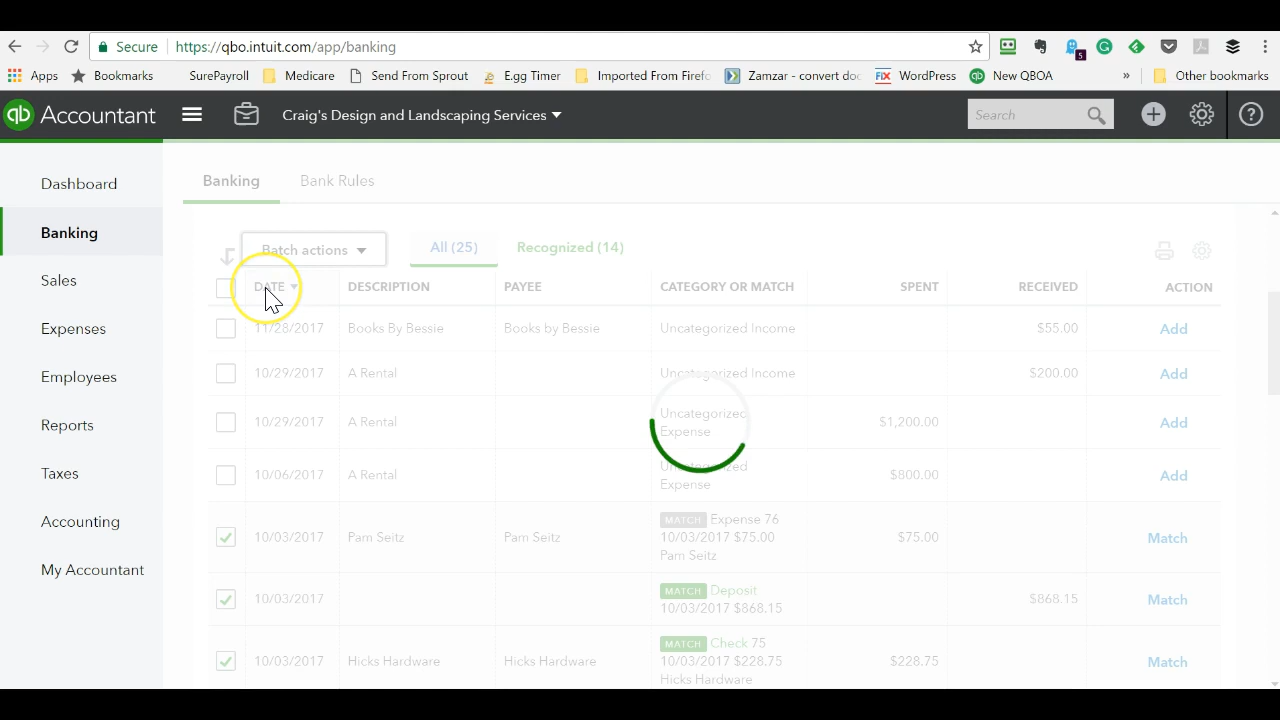 Secure https://qbo.intuit.com/app/banking
5
Apps Bookmarks SurePayroll Medicare Send From Sprout Egg Timer Imported From Firefo Zamzar - convert doc FIX WordPress New QBOA » Other bookmarks
qb Accountant Craig's Design and Landscaping Services Search ?
Dashboard
Banking
Sales
Expenses
Employees
Reports
Taxes
Accounting
My Accountant
Banking Bank Rules
Batch actions All (25) Recognized (14)
DATE DESCRIPTION PAYEE CATEGORY OR MATCH SPENT RECEIVED ACTION
11/28/2017 Books By Bessie Books by Bessie Uncategorized Income $55.00 Add
10/29/2017 A Rental Uncategorized Income $200.00 Add
10/29/2017 A Rental Uncategorized Expense $1,200.00 Add
10/06/2017 A Rental Uncategorized Expense $800.00 Add
10/03/2017 Pam Seitz Pam Seitz MATCH Expense 76 10/03/2017 $75.00 Pam Seitz $75.00 Match
10/03/2017 MATCH Deposit 10/03/2017 $868.15 $868.15 Match
10/03/2017 Hicks Hardware Hicks Hardware MATCH Check 75 10/03/2017 $228.75 Hicks Hardware $228.75 Match